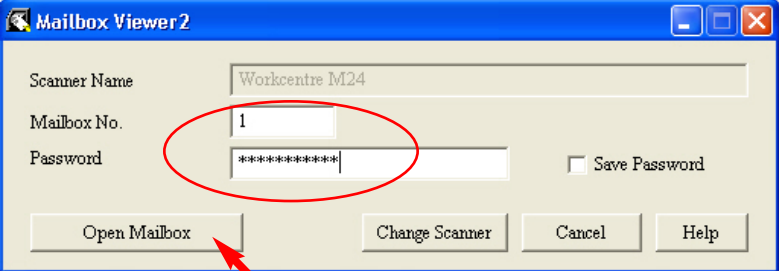 Mailbox Viewer2
Scanner Name Workcentre M24
Mailbox No. 1
Password ***********
Save Password
Open Mailbox Change Scanner Cancel Help